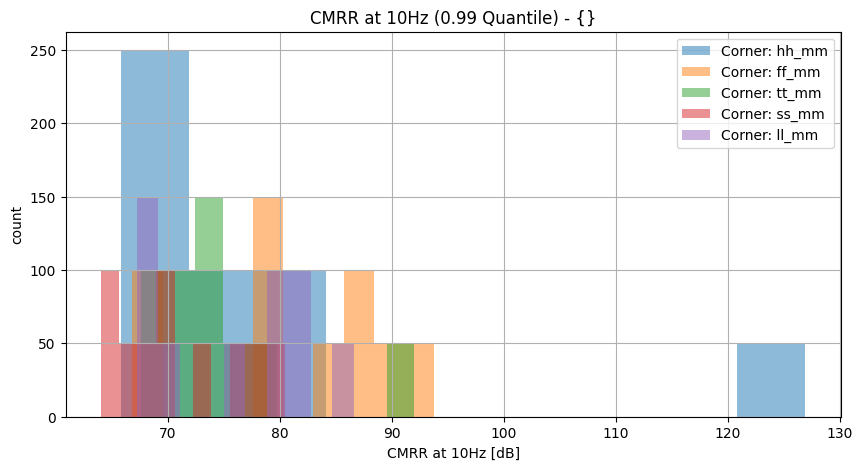 CMRR at 10Hz (0.99 Quantile) - {}
Corner: hh_mm
Corner: ff_mm
Corner: tt_mm
Corner: ss_mm
Corner: ll_mm
count
250
200
150
100
50
0
70 80 90 100 110 120 130
CMRR at 10Hz [dB]